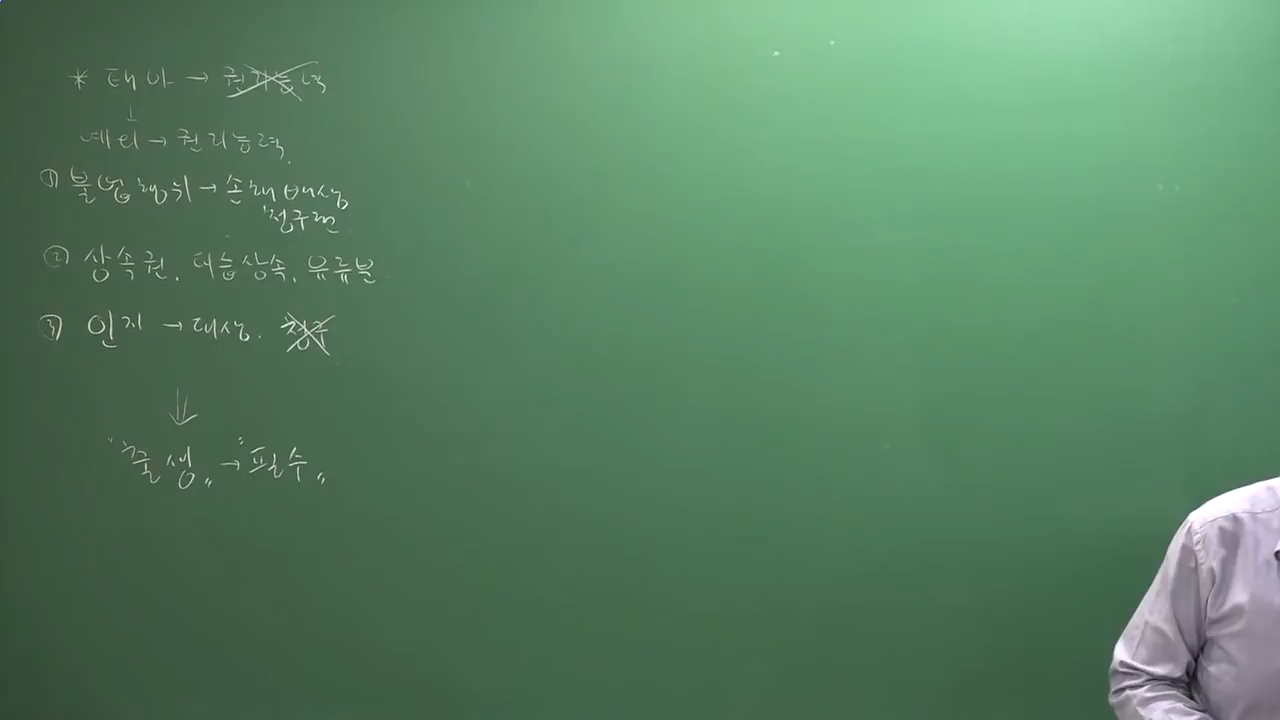 * 태아 → 권리능력
예외 → 권리능력.
① 불법행위 → 손해배상
청구권
② 상속권, 대습상속, 유류분
③ 인지 → 대상. 청구
"출생" → "필수"